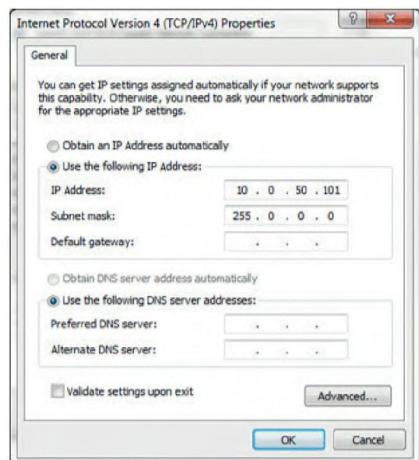 Internet Protocol Version 4 (TCP/IPv4) Properties
General
You can get IP settings assigned automatically if your network supports
this capability. Otherwise, you need to ask your network administrator
for the appropriate IP settings.
Obtain an IP Address automatically
Use the following IP Address:
IP Address: 10 . 0 . 50 . 101
Subnet mask: 255 . 0 . 0 . 0
Default gateway: . . .
Obtain DNS server address automatically
Use the following DNS server addresses:
Preferred DNS server: . . .
Alternate DNS server: . . .
Validate settings upon exit
Advanced...
OK Cancel